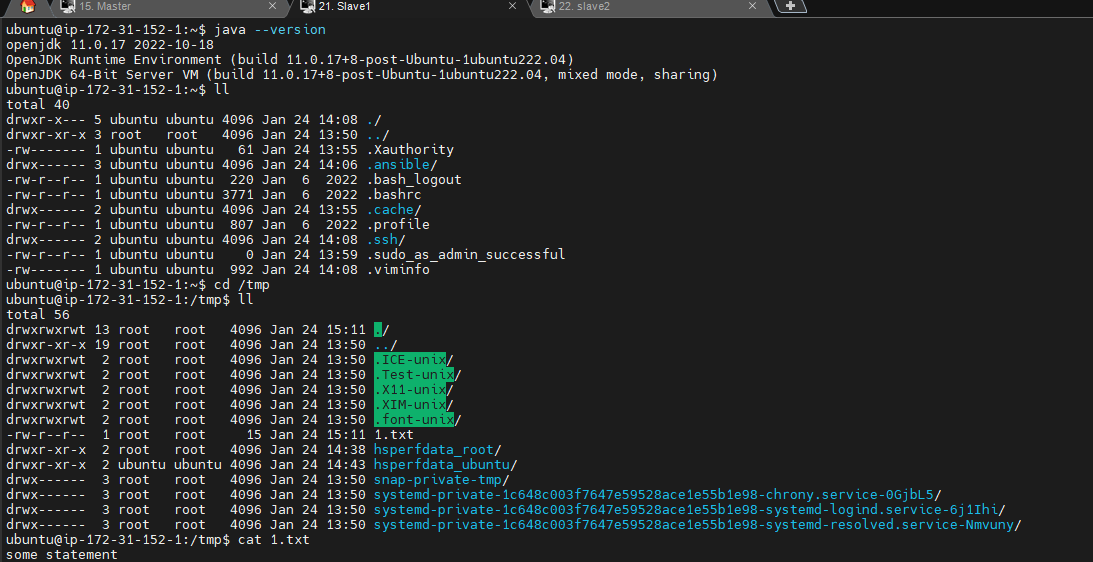 15. Master × 21. Slave1 × 22. slave2 ×
ubuntu@ip-172-31-152-1:~$ java --version
openjdk 11.0.17 2022-10-18
OpenJDK Runtime Environment (build 11.0.17+8-post-Ubuntu-1ubuntu222.04)
OpenJDK 64-Bit Server VM (build 11.0.17+8-post-Ubuntu-1ubuntu222.04, mixed mode, sharing)
ubuntu@ip-172-31-152-1:~$ ll
total 40
drwxr-x--- 5 ubuntu ubuntu 4096 Jan 24 14:08 ./
drwxr-xr-x 3 root   root   4096 Jan 24 13:50 ../
-rw------- 1 ubuntu ubuntu   61 Jan 24 13:55 .Xauthority
drwx------ 3 ubuntu ubuntu 4096 Jan 24 14:06 .ansible/
-rw-r--r-- 1 ubuntu ubuntu  220 Jan  6  2022 .bash_logout
-rw-r--r-- 1 ubuntu ubuntu 3771 Jan  6  2022 .bashrc
drwx------ 2 ubuntu ubuntu 4096 Jan 24 13:55 .cache/
-rw-r--r-- 1 ubuntu ubuntu  807 Jan  6  2022 .profile
drwx------ 2 ubuntu ubuntu 4096 Jan 24 14:08 .ssh/
-rw-r--r-- 1 ubuntu ubuntu    0 Jan 24 13:59 .sudo_as_admin_successful
-rw------- 1 ubuntu ubuntu  992 Jan 24 14:08 .viminfo
ubuntu@ip-172-31-152-1:~$ cd /tmp
ubuntu@ip-172-31-152-1:/tmp$ ll
total 56
drwxrwxrwt 13 root   root   4096 Jan 24 15:11 ./
drwxr-xr-x 19 root   root   4096 Jan 24 13:50 ../
drwxrwxrwt  2 root   root   4096 Jan 24 13:50 .ICE-unix/
drwxrwxrwt  2 root   root   4096 Jan 24 13:50 .Test-unix/
drwxrwxrwt  2 root   root   4096 Jan 24 13:50 .X11-unix/
drwxrwxrwt  2 root   root   4096 Jan 24 13:50 .XIM-unix/
drwxrwxrwt  2 root   root   4096 Jan 24 13:50 .font-unix/
-rw-r--r--  1 root   root     15 Jan 24 15:11 1.txt
drwxr-xr-x  2 root   root   4096 Jan 24 14:38 hsperfdata_root/
drwxr-xr-x  2 ubuntu ubuntu 4096 Jan 24 14:43 hsperfdata_ubuntu/
drwx------  3 root   root   4096 Jan 24 13:50 snap-private-tmp/
drwx------  3 root   root   4096 Jan 24 13:50 systemd-private-1c648c003f7647e59528ace1e55b1e98-chrony.service-0GjbL5/
drwx------  3 root   root   4096 Jan 24 13:50 systemd-private-1c648c003f7647e59528ace1e55b1e98-systemd-logind.service-6j1Ihi/
drwx------  3 root   root   4096 Jan 24 13:50 systemd-private-1c648c003f7647e59528ace1e55b1e98-systemd-resolved.service-Nmvuny/
ubuntu@ip-172-31-152-1:/tmp$ cat 1.txt
some statement